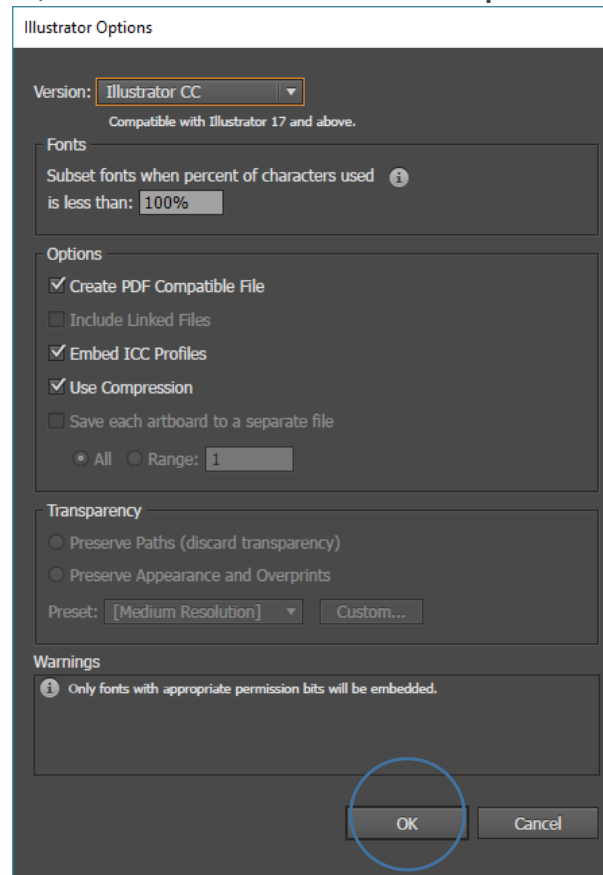 Illustrator Options
Version: Illustrator CC
Compatible with Illustrator 17 and above.
Fonts
Subset fonts when percent of characters used
is less than: 100%
Options
Create PDF Compatible File
Include Linked Files
Embed ICC Profiles
Use Compression
Save each artboard to a separate file
All Range: 1
Transparency
Preserve Paths (discard transparency)
Preserve Appearance and Overprints
Preset: [Medium Resolution] Custom...
Warnings
Only fonts with appropriate permission bits will be embedded.
OK Cancel